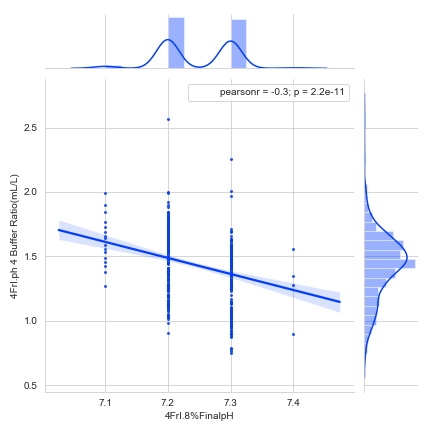 pearsonr = -0.3; p = 2.2e-11
2.5
2.0
1.5
1.0
0.5
4Frl.ph 4 Buffer Ratio(mL/L)
7.1 7.2 7.3 7.4
4Frl.8%FinalpH